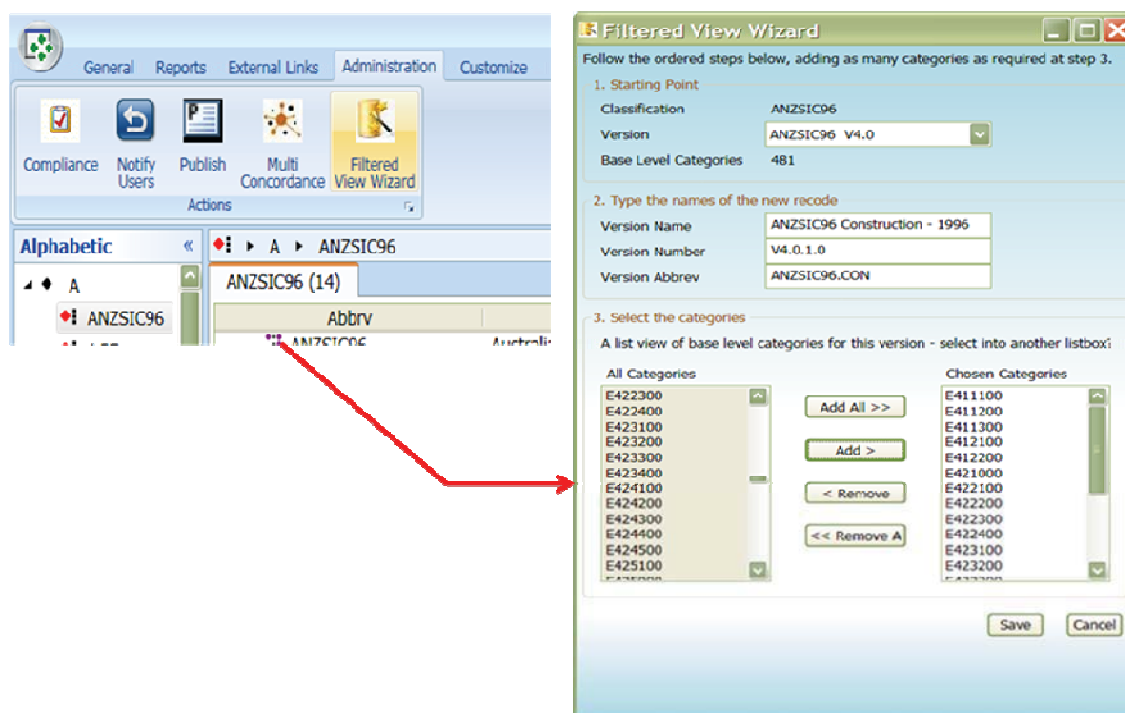 General Reports External Links Administration Customize
Compliance Notify Users Publish Multi Concordance Filtered View Wizard
Actions
Alphabetic «
A
ANZSIC96
A ANZSIC96
ANZSIC96 (14)
Abbrv
ANZSIC96 Australi
Filtered View Wizard
Follow the ordered steps below, adding as many categories as required at step 3.
1. Starting Point
Classification ANZSIC96
Version ANZSIC96 V4.0
Base Level Categories 481
2. Type the names of the new recode
Version Name ANZSIC96 Construction - 1996
Version Number V4.0.1.0
Version Abbrev ANZSIC96.CON
3. Select the categories
A list view of base level categories for this version - select into another listbox?
All Categories
E422300
E422400
E423100
E423200
E423300
E423400
E424100
E424200
E424300
E424400
E424500
E425100
Add All >>
Add >
< Remove
<< Remove A
Chosen Categories
E411100
E411200
E411300
E412100
E412200
E421000
E422100
E422200
E422300
E422400
E423100
E423200
Save Cancel